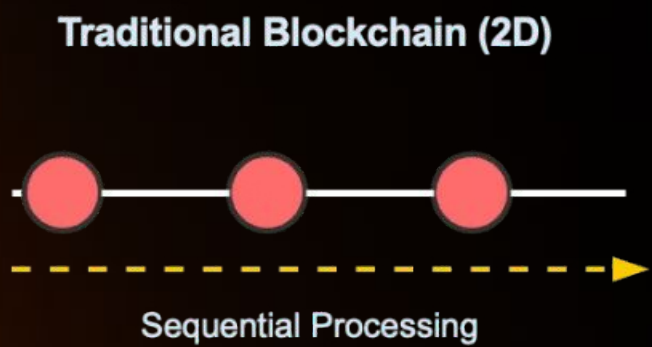 Traditional Blockchain (2D)
Sequential Processing